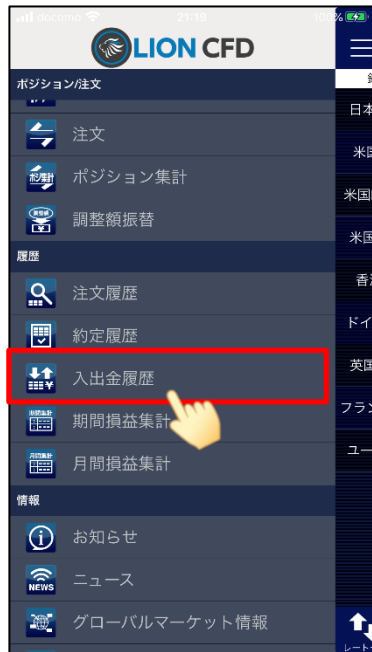 docomo 21:19 100%
LION CFD
ポジション/注文
注文
ポジション集計
調整額振替
履歴
注文履歴
約定履歴
入出金履歴
期間損益集計
月間損益集計
情報
お知らせ
NEWS
ニュース
グローバルマーケット情報
日本
米国
米国
米国
香港
ドイ
英国
フラン
ユー
レート